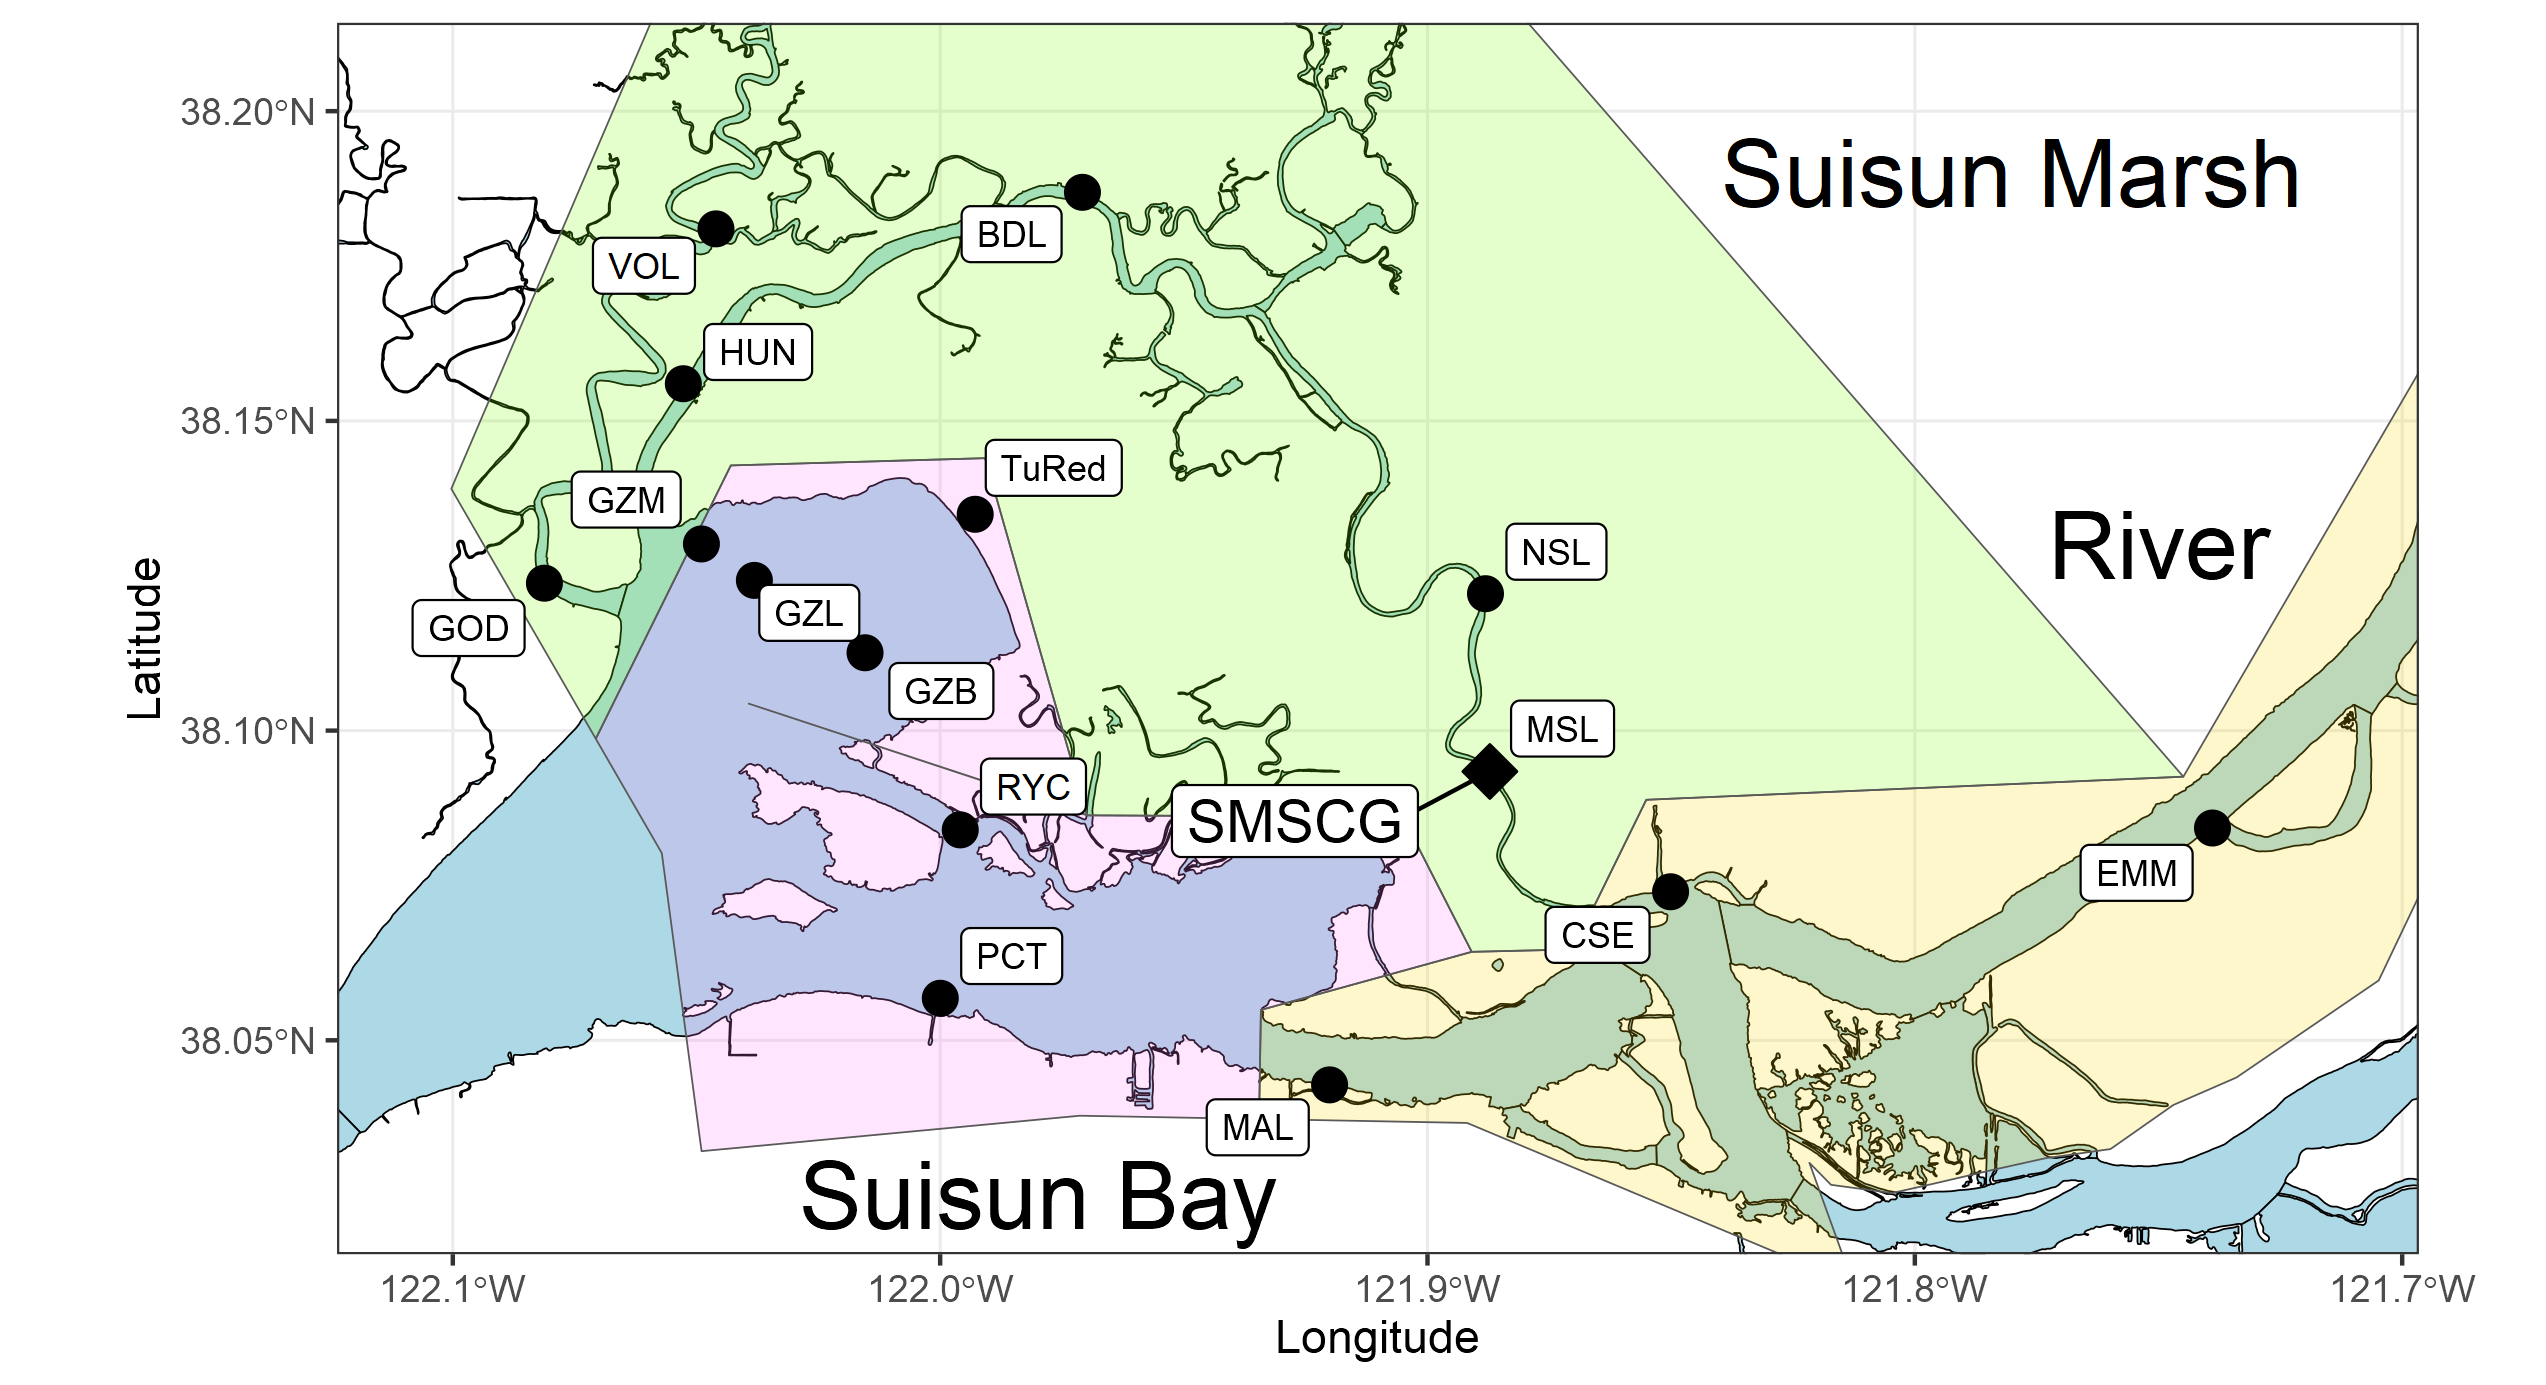 38.20°N
38.15°N
38.10°N
38.05°N
Latitude
Suisun Marsh
BDL
VOL
HUN
TuRed
GZM
River
NSL
GZL
GOD
GZB
MSL
RYC
SMSCG
EMM
CSE
PCT
MAL
Suisun Bay
122.1°W
122.0°W
121.9°W
121.8°W
121.7°W
Longitude